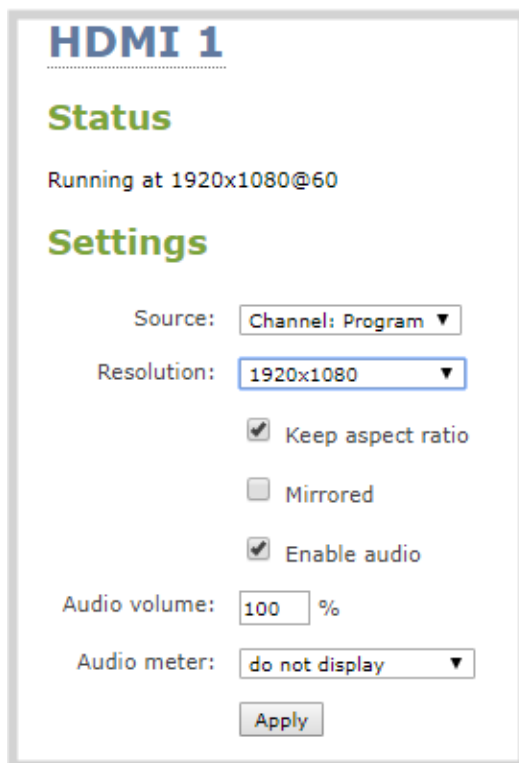 HDMI 1
Status
Running at 1920x1080@60
Settings
Source: Channel: Program
Resolution: 1920x1080
Keep aspect ratio
Mirrored
Enable audio
Audio volume: 100 %
Audio meter: do not display
Apply